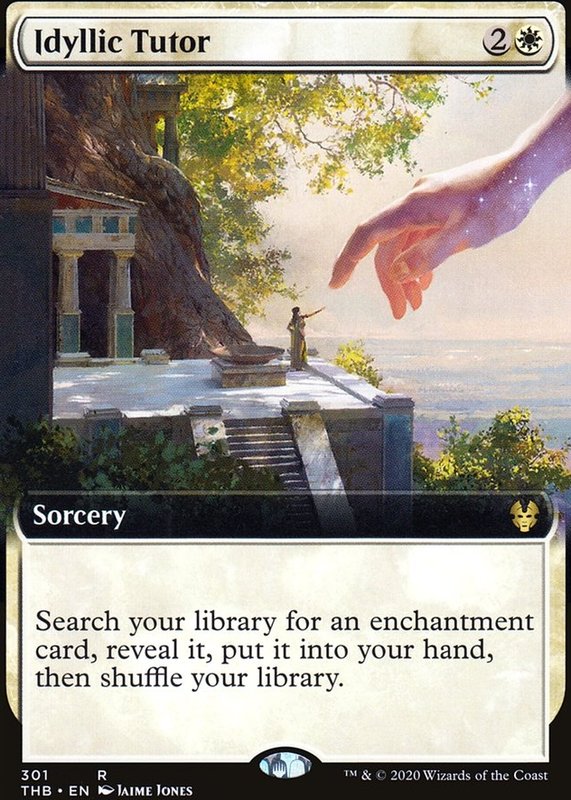 Idyllic Tutor 2
Sorcery
Search your library for an enchantment
card, reveal it, put it into your hand,
then shuffle your library.
301 R
THB • EN Jaime Jones
™ & © 2020 Wizards of the Coast